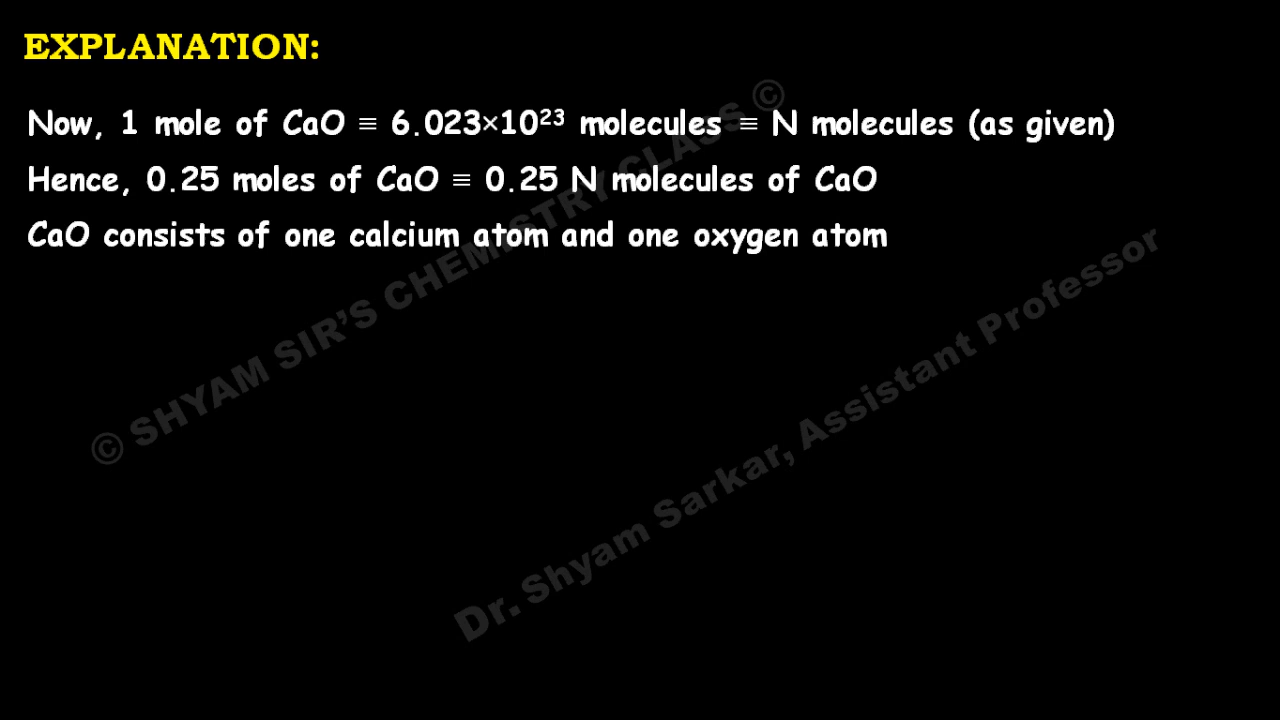 EXPLANATION:
Now, 1 mole of CaO ≡ 6.023×10²³ molecules ≡ N molecules (as given)
Hence, 0.25 moles of CaO ≡ 0.25 N molecules of CaO
CaO consists of one calcium atom and one oxygen atom
© SHYAM SIR’S CHEMISTRY CLASS ©
Dr. Shyam Sarkar, Assistant Professor